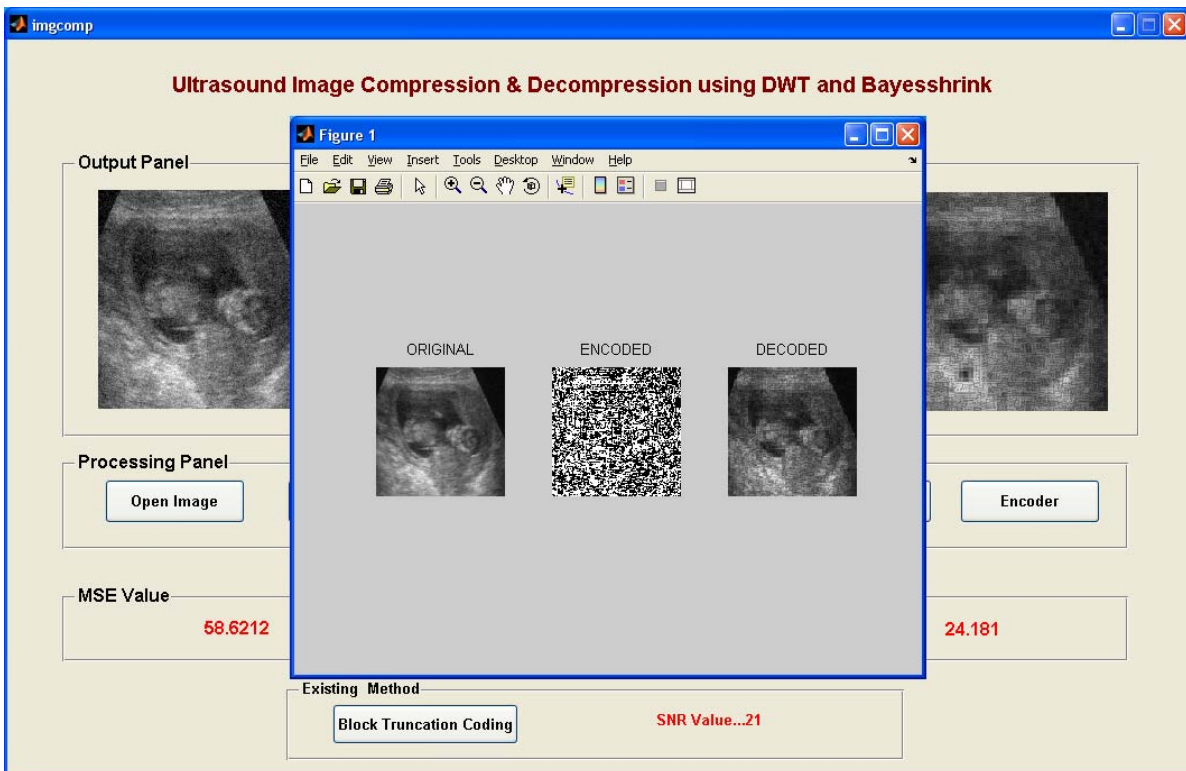 imgcomp
Ultrasound Image Compression & Decompression using DWT and Bayesshrink
Figure 1
File Edit View Insert Tools Desktop Window Help
Output Panel
ORIGINAL ENCODED DECODED
Processing Panel
Open Image
Encoder
MSE Value
58.6212
24.181
Existing Method
Block Truncation Coding
SNR Value...21